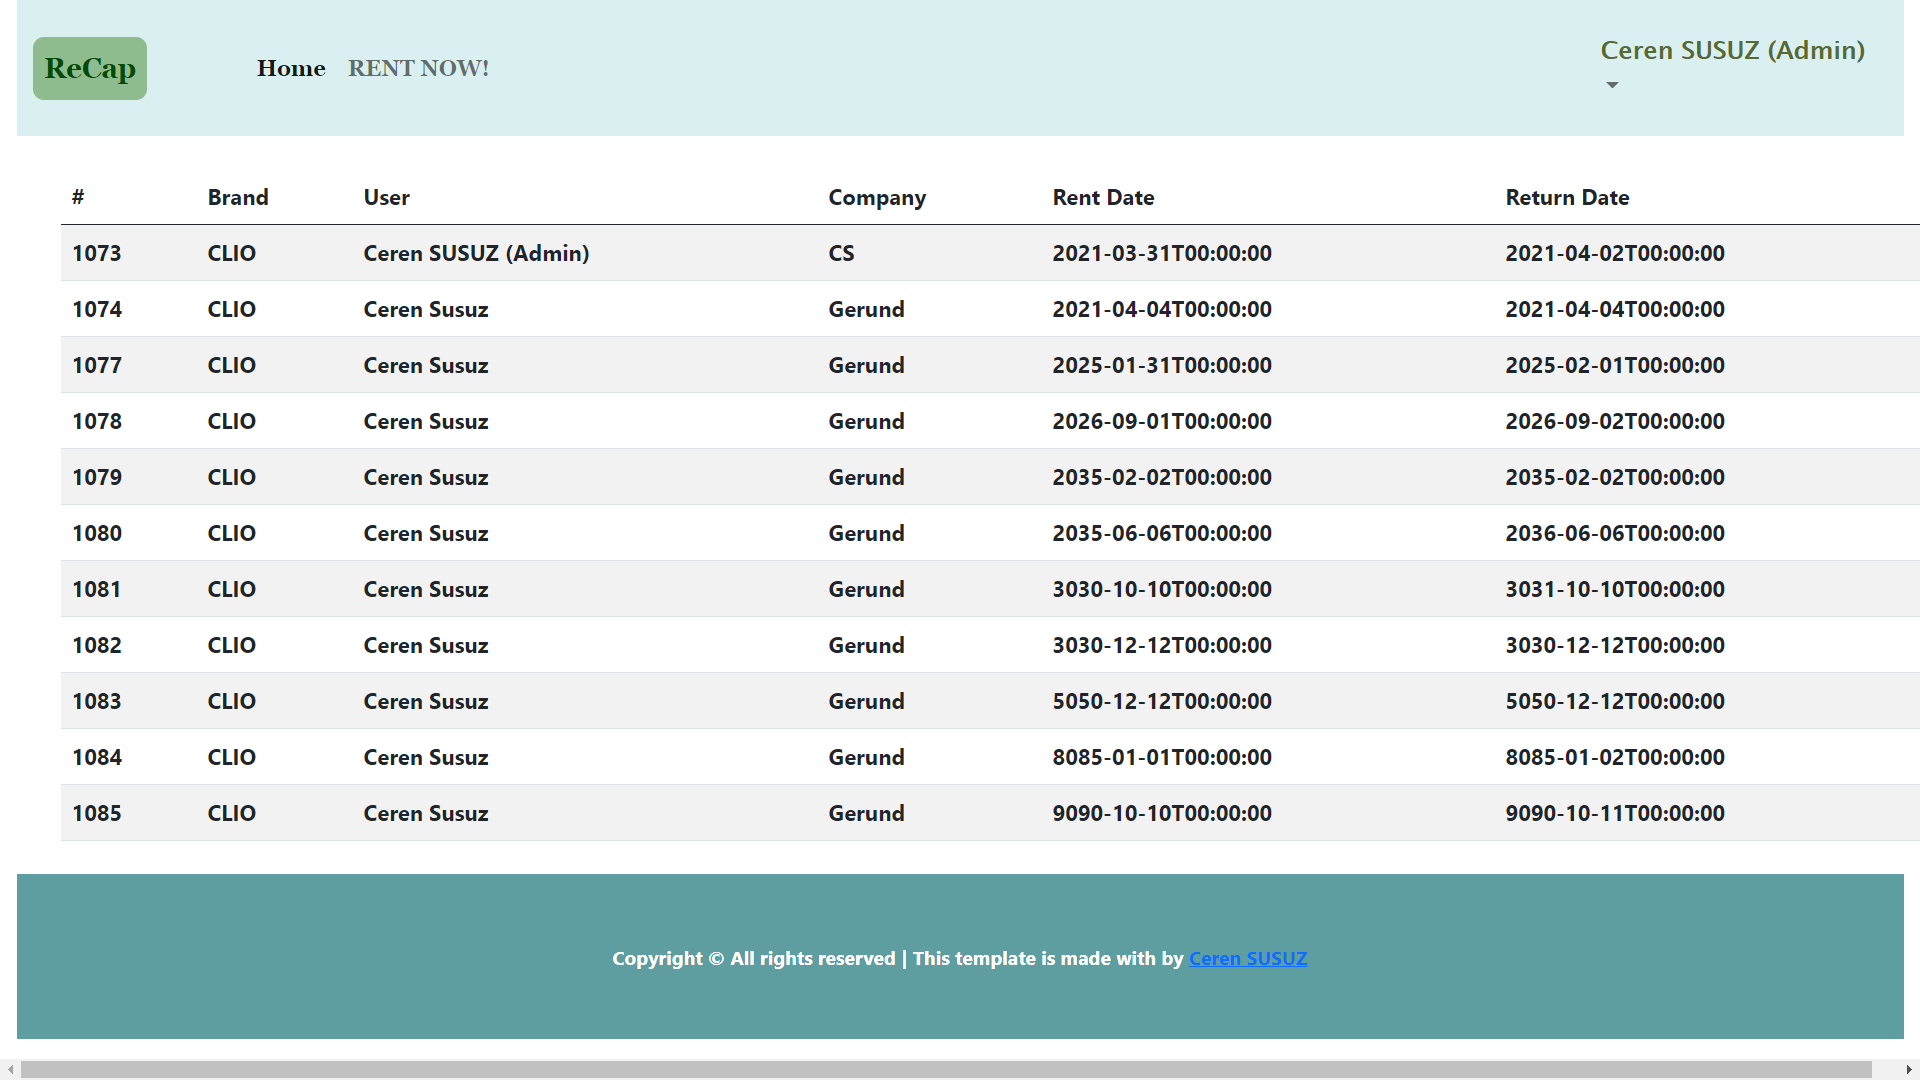 ReCap Home RENT NOW! Ceren SUSUZ (Admin)
# Brand User Company Rent Date Return Date
1073 CLIO Ceren SUSUZ (Admin) CS 2021-03-31T00:00:00 2021-04-02T00:00:00
1074 CLIO Ceren Susuz Gerund 2021-04-04T00:00:00 2021-04-04T00:00:00
1077 CLIO Ceren Susuz Gerund 2025-01-31T00:00:00 2025-02-01T00:00:00
1078 CLIO Ceren Susuz Gerund 2026-09-01T00:00:00 2026-09-02T00:00:00
1079 CLIO Ceren Susuz Gerund 2035-02-02T00:00:00 2035-02-02T00:00:00
1080 CLIO Ceren Susuz Gerund 2035-06-06T00:00:00 2036-06-06T00:00:00
1081 CLIO Ceren Susuz Gerund 3030-10-10T00:00:00 3031-10-10T00:00:00
1082 CLIO Ceren Susuz Gerund 3030-12-12T00:00:00 3030-12-12T00:00:00
1083 CLIO Ceren Susuz Gerund 5050-12-12T00:00:00 5050-12-12T00:00:00
1084 CLIO Ceren Susuz Gerund 8085-01-01T00:00:00 8085-01-02T00:00:00
1085 CLIO Ceren Susuz Gerund 9090-10-10T00:00:00 9090-10-11T00:00:00
Copyright © All rights reserved | This template is made with by Ceren SUSUZ